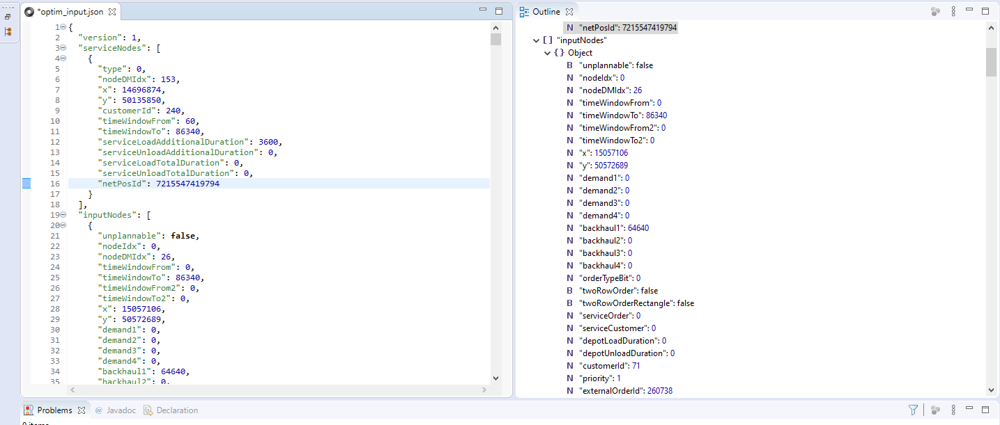 *optim_input.json
1 {
2 "version": 1,
3 "serviceNodes": [
4 {
5 "type": 0,
6 "nodeDMIdx": 153,
7 "x": 14696874,
8 "y": 50135850,
9 "customerId": 240,
10 "timeWindowFrom": 60,
11 "timeWindowTo": 86340,
12 "serviceLoadAdditionalDuration": 3600,
13 "serviceUnloadAdditionalDuration": 0,
14 "serviceLoadTotalDuration": 0,
15 "serviceUnloadTotalDuration": 0,
16 "netPosId": 7215547419794
17 }
18 ],
19 "inputNodes": [
20 {
21 "unplannable": false,
22 "nodeIdx": 0,
23 "nodeDMIdx": 26,
24 "timeWindowFrom": 0,
25 "timeWindowTo": 86340,
26 "timeWindowFrom2": 0,
27 "timeWindowTo2": 0,
28 "x": 15057106,
29 "y": 50572689,
30 "demand1": 0,
31 "demand2": 0,
32 "demand3": 0,
33 "demand4": 0,
34 "backhaul1": 64640,
35 "backhaul2": 0,
Outline
N "netPosId": 7215547419794
[] "inputNodes"
{} Object
B "unplannable": false
N "nodeIdx": 0
N "nodeDMIdx": 26
N "timeWindowFrom": 0
N "timeWindowTo": 86340
N "timeWindowFrom2": 0
N "timeWindowTo2": 0
N "x": 15057106
N "y": 50572689
N "demand1": 0
N "demand2": 0
N "demand3": 0
N "demand4": 0
N "backhaul1": 64640
N "backhaul2": 0
N "backhaul3": 0
N "backhaul4": 0
N "orderTypeBit": 0
B "twoRowOrder": false
B "twoRowOrderRectangle": false
N "serviceOrder": 0
N "serviceCustomer": 0
N "depotLoadDuration": 0
N "depotUnloadDuration": 0
N "customerId": 71
N "priority": 1
N "externalOrderId": 260738
Problems @ Javadoc Declaration
0 items